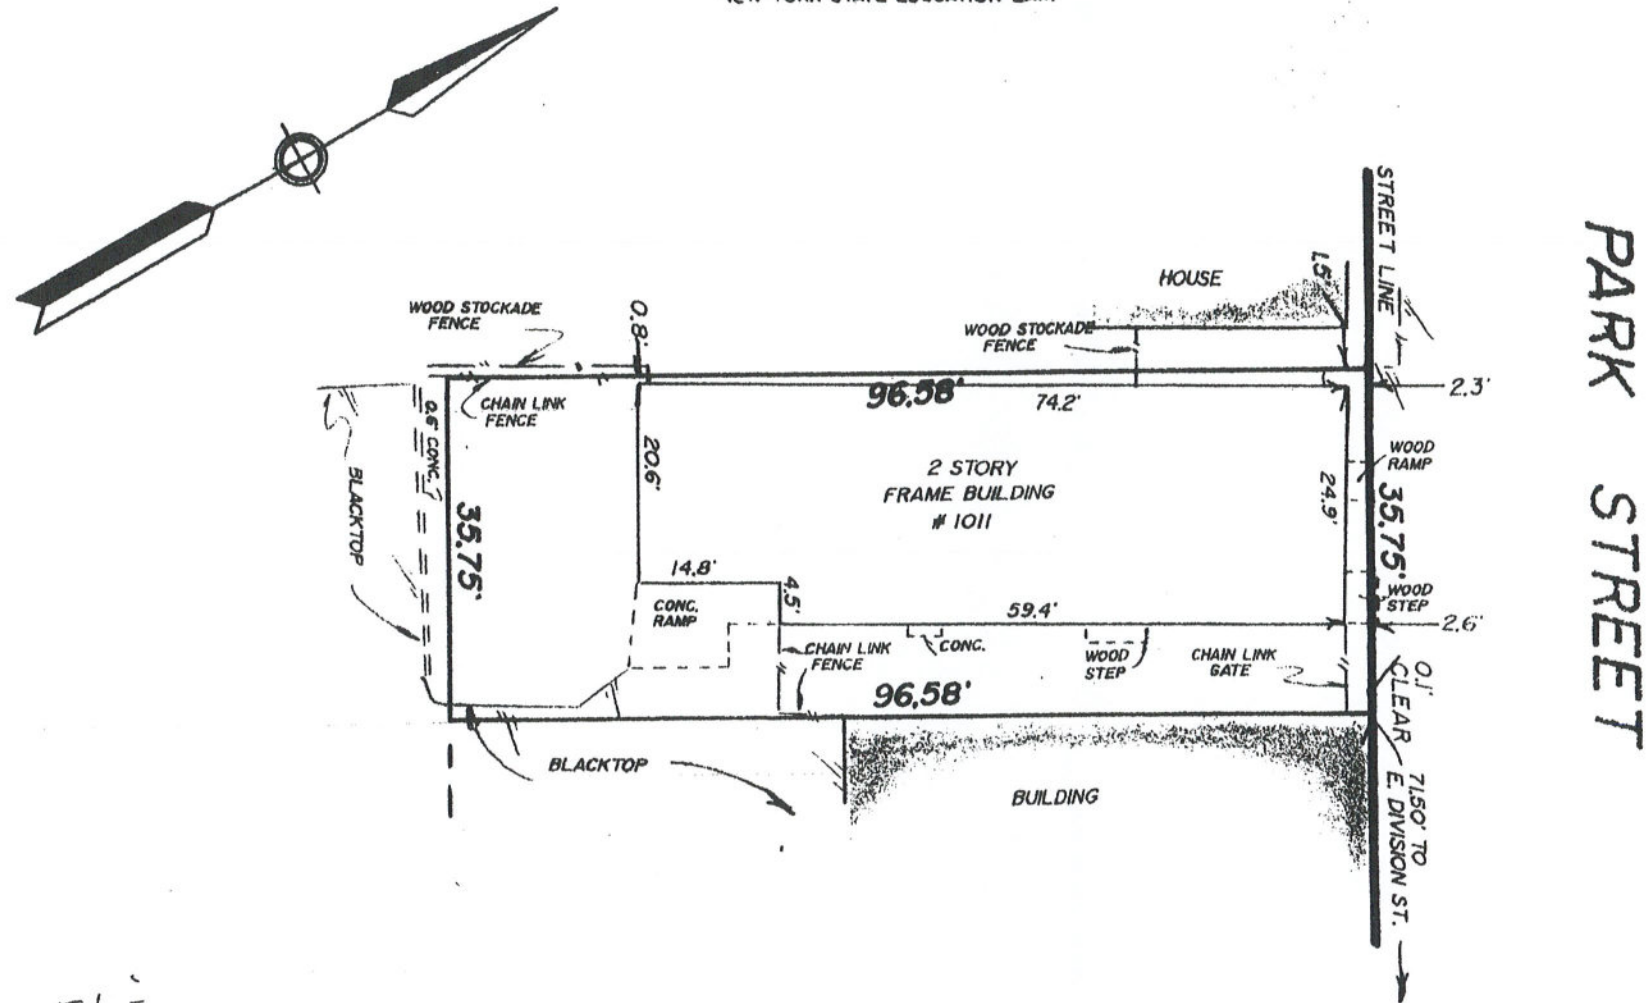 PARK STREET
STREET LINE
HOUSE
1.5'
WOOD STOCKADE
FENCE
0.8'
WOOD STOCKADE
FENCE
CHAIN LINK
FENCE
96.58'
74.2'
2.3'
0.6' CONC.
BLACKTOP
35.75'
20.6'
2 STORY
FRAME BUILDING
# 1011
24.9'
WOOD
RAMP
35.75'
14.8'
4.5'
CONC.
RAMP
59.4'
WOOD
STEP
2.6'
CHAIN LINK
FENCE
CONC.
WOOD
STEP
CHAIN LINK
GATE
96.58'
0.1'
CLEAR
BLACKTOP
BUILDING
71.50' TO
E. DIVISION ST.